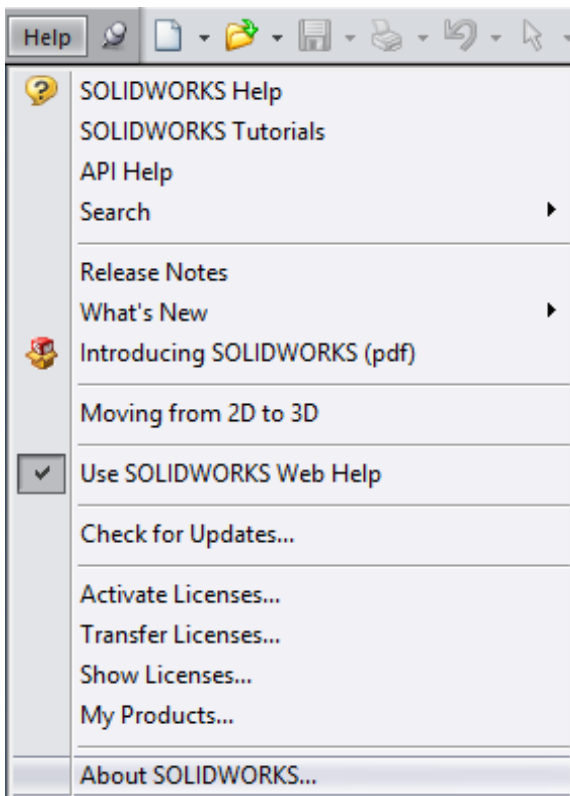 Help
SOLIDWORKS Help
SOLIDWORKS Tutorials
API Help
Search
Release Notes
What's New
Introducing SOLIDWORKS (pdf)
Moving from 2D to 3D
Use SOLIDWORKS Web Help
Check for Updates...
Activate Licenses...
Transfer Licenses...
Show Licenses...
My Products...
About SOLIDWORKS...